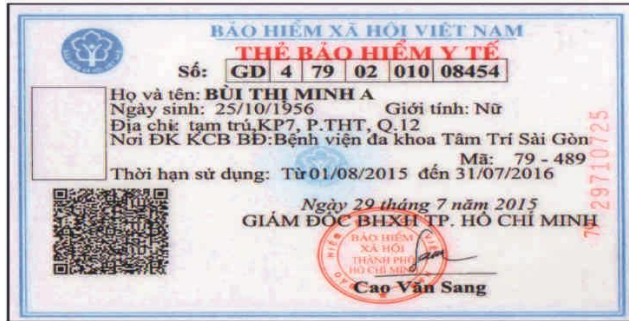 BẢO HIỂM XÃ HỘI VIỆT NAM
THẺ BẢO HIỂM Y TẾ
Số: GD 4 79 02 010 08454
Họ và tên: BÙI THỊ MINH A
Ngày sinh: 25/10/1956 Giới tính: Nữ
Địa chỉ: tạm trú,KP7, P.THT, Q.12
Nơi ĐK KCB BĐ:Bệnh viện đa khoa Tâm Trí Sài Gòn
Mã: 79 - 489
Thời hạn sử dụng: Từ 01/08/2015 đến 31/07/2016
Ngày 29 tháng 7 năm 2015
GIÁM ĐỐC BHXH TP. HỒ CHÍ MINH
BẢO HIỂM
XÃ HỘI
THÀNH PHỐ
HỒ CHÍ MINH
Cao Văn Sang
29710725